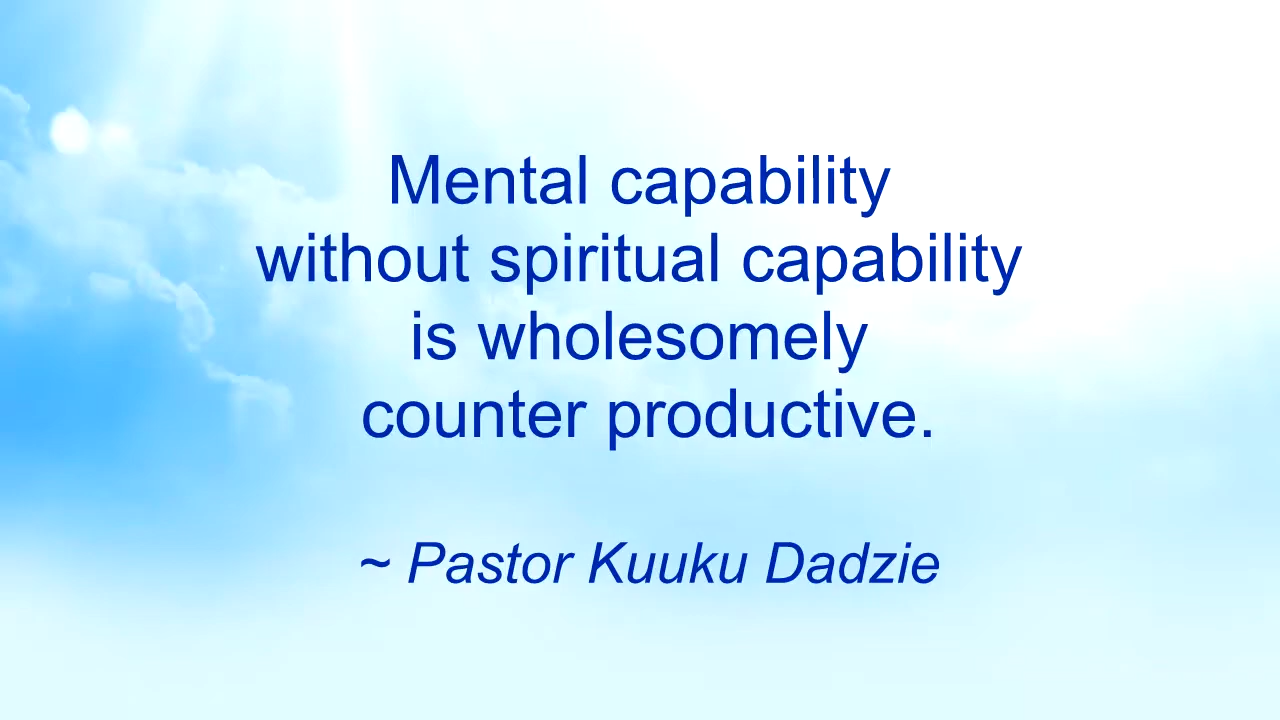 Mental capability
without spiritual capability
is wholesomely
counter productive.
~ Pastor Kuuku Dadzie